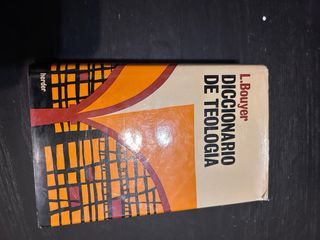 L.Bouyer
DICCIONARIO
DE TEOLOGIA
herder